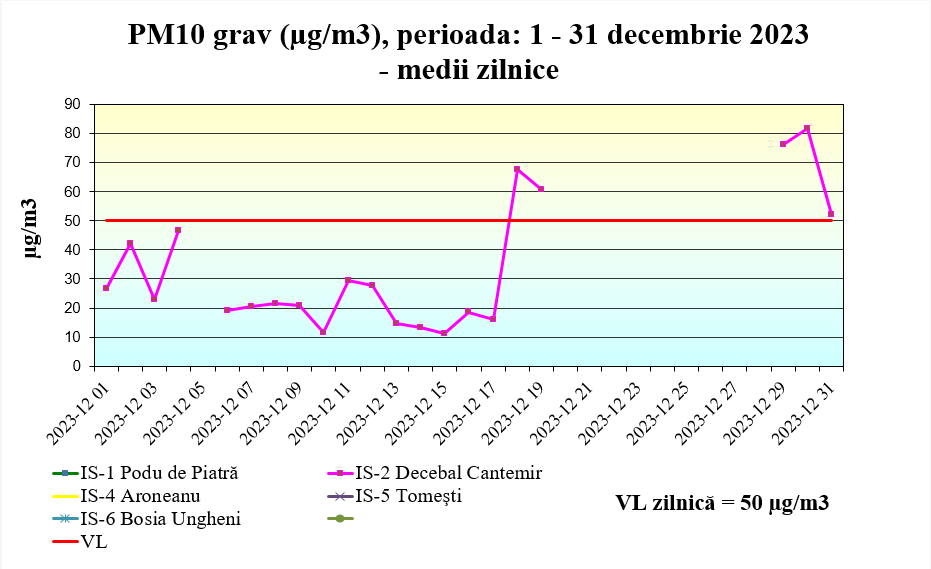 PM10 grav (µg/m3), perioada: 1 - 31 decembrie 2023
- medii zilnice
µg/m3
90
80
70
60
50
40
30
20
10
0
2023-12 01
2023-12 03
2023-12 05
2023-12 07
2023-12 09
2023-12 11
2023-12 13
2023-12 15
2023-12 17
2023-12 19
2023-12 21
2023-12 23
2023-12 25
2023-12 27
2023-12 29
2023-12 31
IS-1 Podu de Piatră
IS-2 Decebal Cantemir
IS-4 Aroneanu
IS-5 Tomeşti
IS-6 Bosia Ungheni
VL
VL zilnică = 50 µg/m3